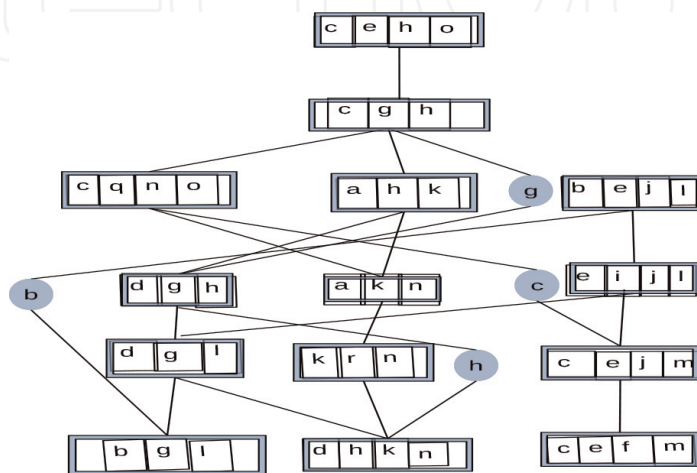 c e h o
c g h
c q n o
a h k
g
b e j l
b
d g h
a k n
c
e i j l
d g l
k r n
h
c e j m
b g l
d h k n
c e f m